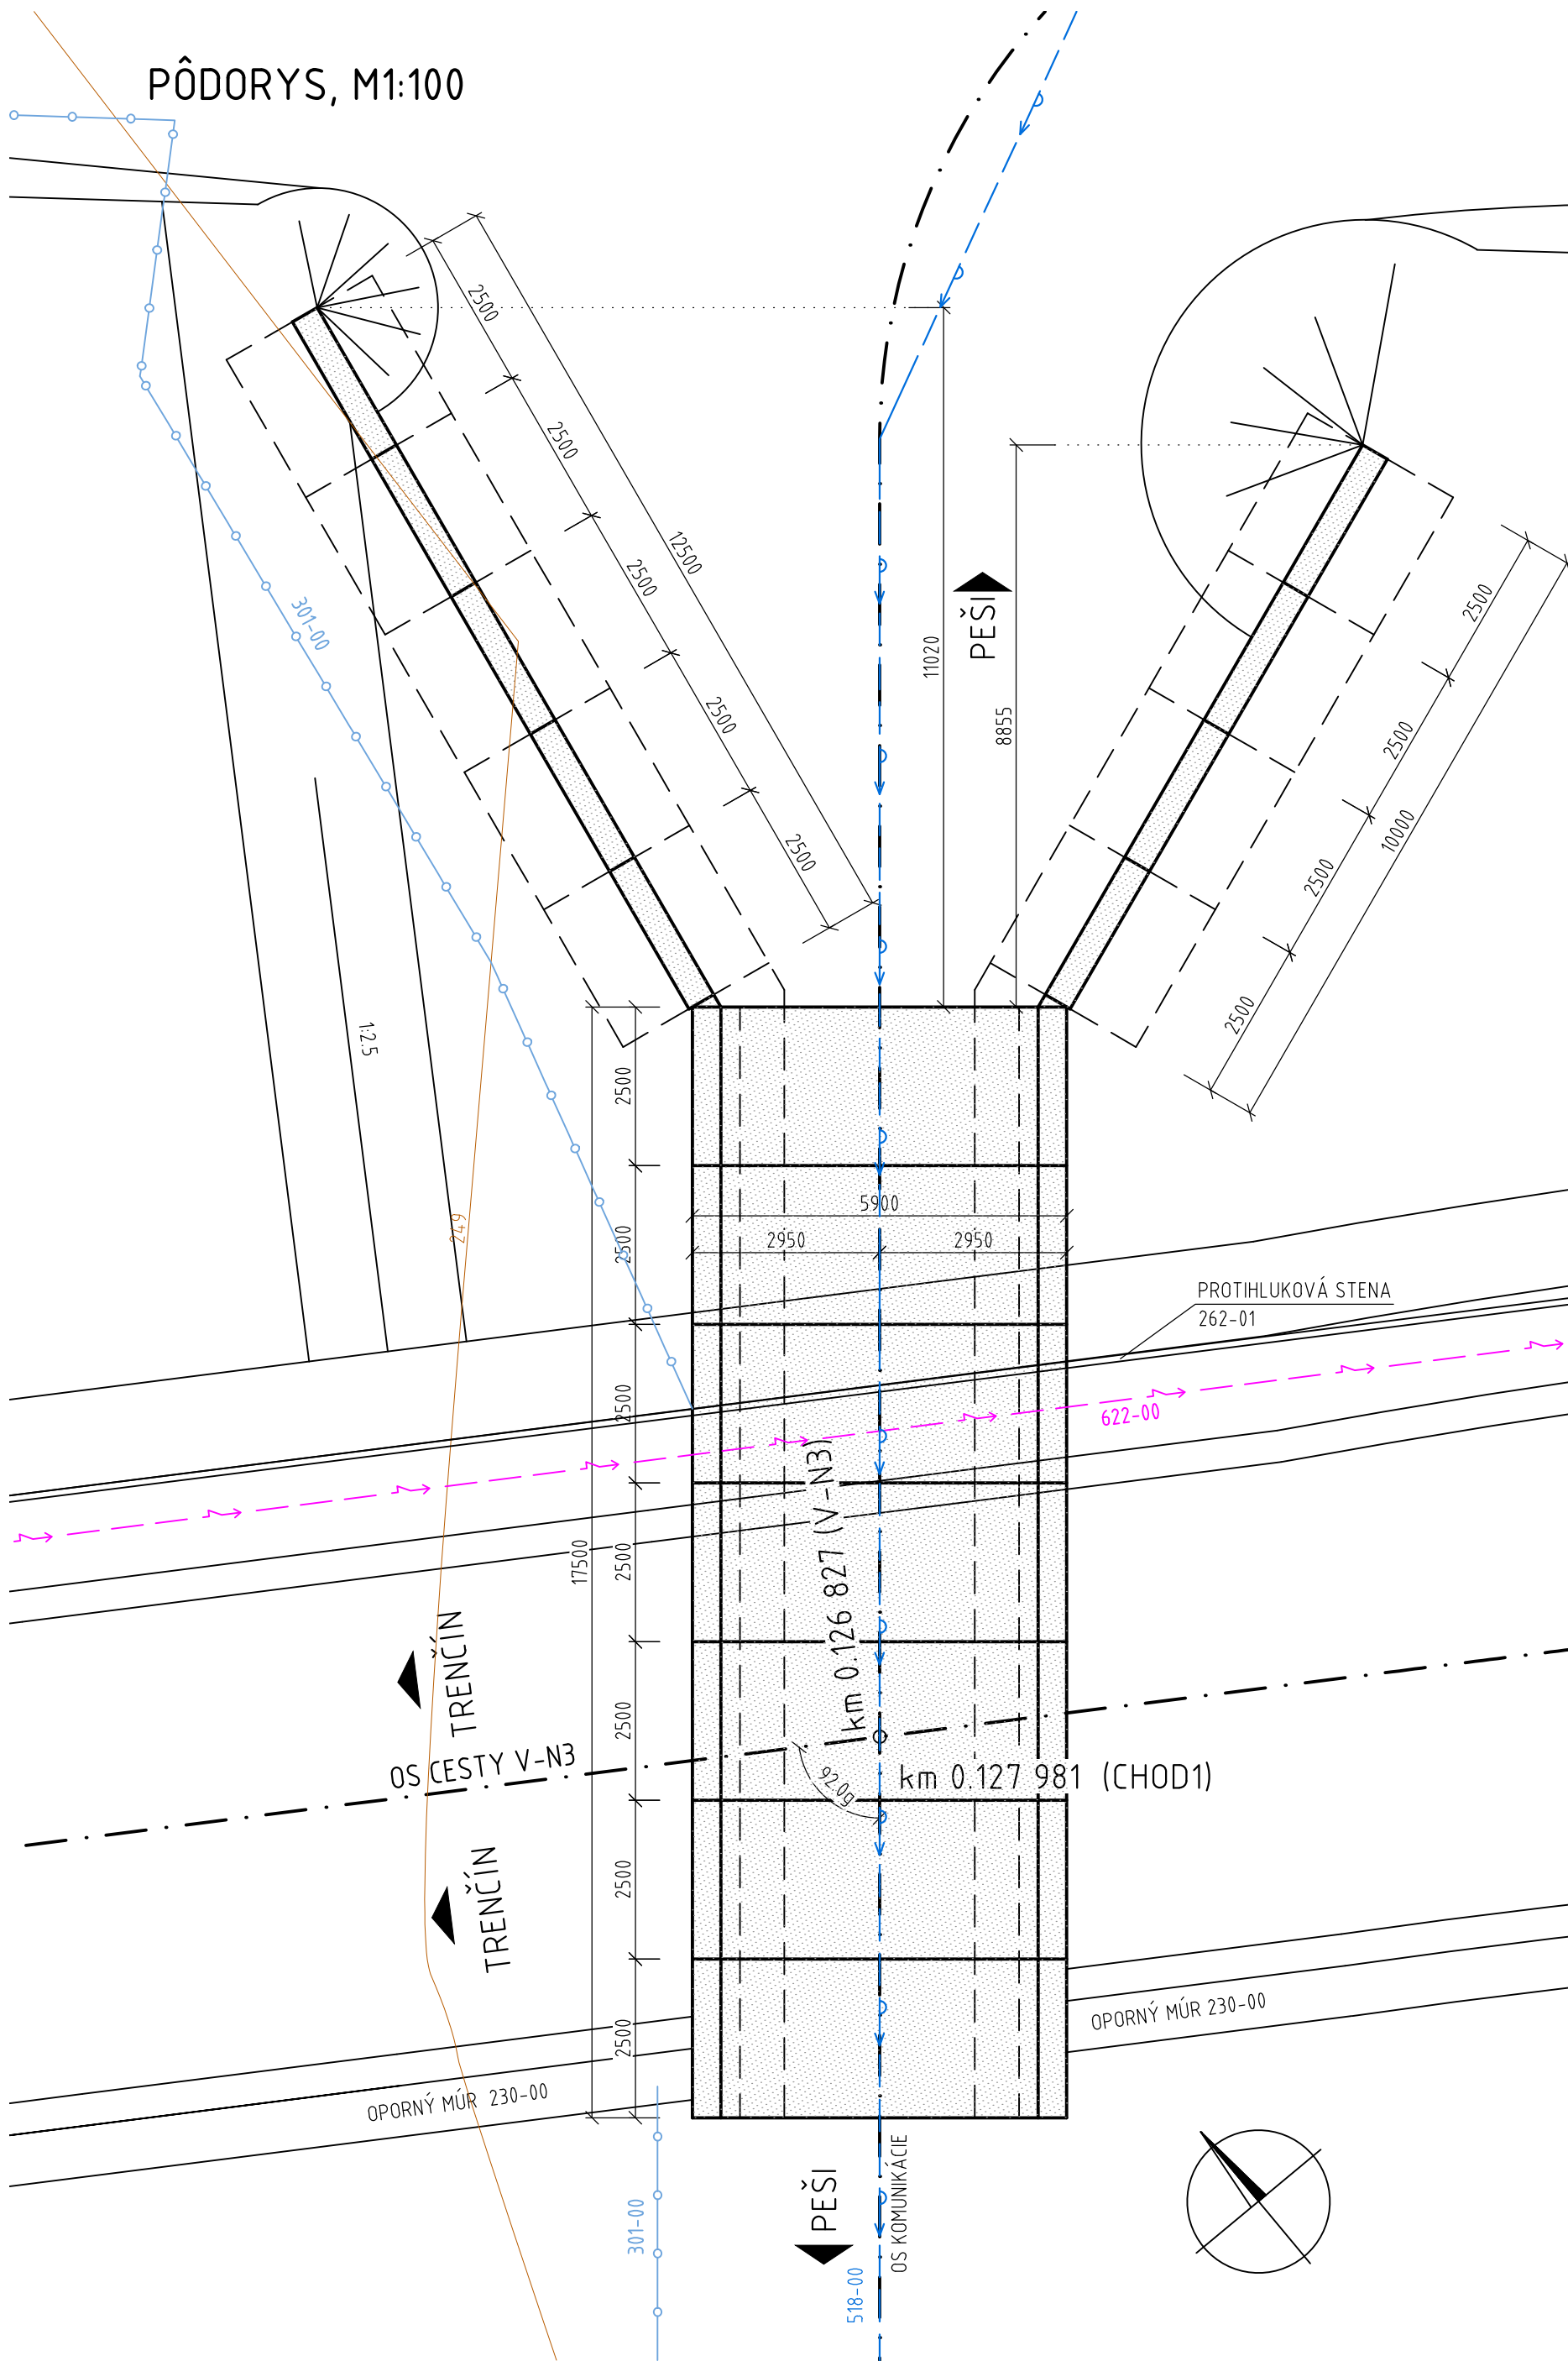 PÔDORYS, M1:100
2500
2500
2500
2500
2500
12500
301-00
11020
PEŠI
8855
2500
2500
2500
2500
10000
1:2.5
249
2500
2500
2500
2500
2500
2500
2500
17500
5900
2950
2950
PROTIHLUKOVÁ STENA
262-01
622-00
km 0.126 827 (V-N3)
TRENČÍN
OS CESTY V-N3
km 0.127 981 (CHOD1)
92.0g
TRENČÍN
OPORNÝ MÚR 230-00
OPORNÝ MÚR 230-00
301-00
PEŠI
OS KOMUNIKÁCIE
518-00